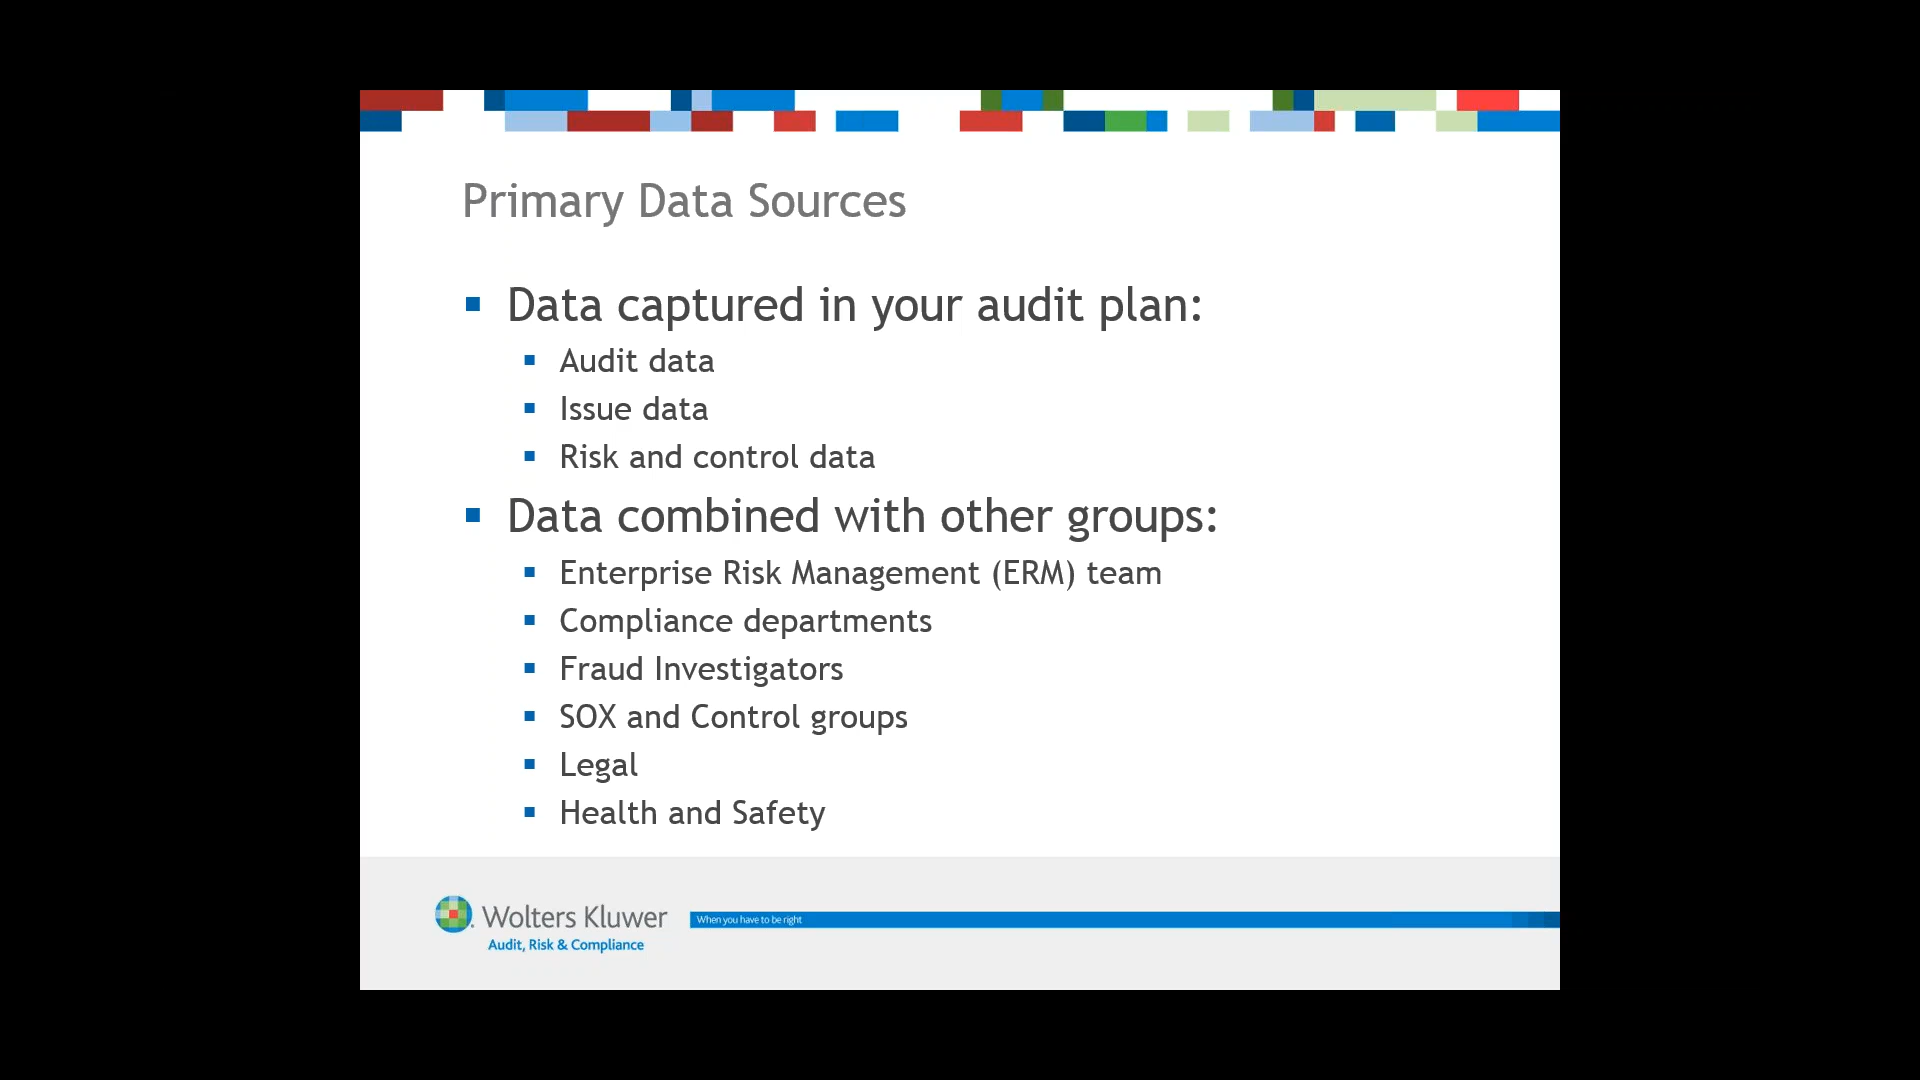 Primary Data Sources
Data captured in your audit plan:
Audit data
Issue data
Risk and control data
Data combined with other groups:
Enterprise Risk Management (ERM) team
Compliance departments
Fraud Investigators
SOX and Control groups
Legal
Health and Safety
Wolters Kluwer
When you have to be right
Audit, Risk & Compliance